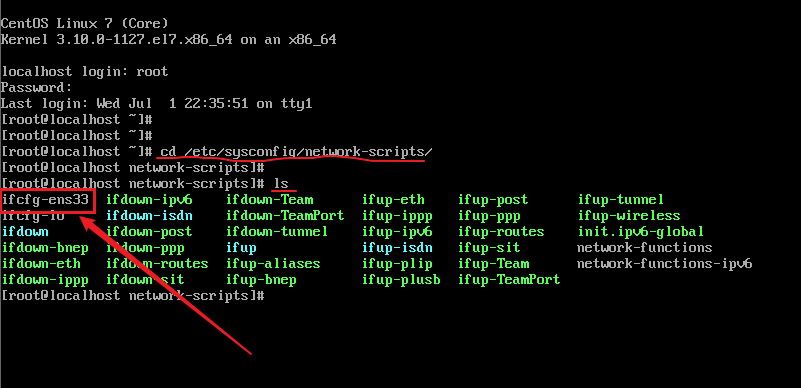 CentOS Linux 7 (Core)
Kernel 3.10.0-1127.el7.x86_64 on an x86_64
localhost login: root
Password:
Last login: Wed Jul  1 22:35:51 on tty1
[root@localhost ~]#
[root@localhost ~]#
[root@localhost ~]# cd /etc/sysconfig/network-scripts/
[root@localhost network-scripts]#
[root@localhost network-scripts]# ls
ifcfg-ens33  ifdown-ipv6    ifdown-Team      ifup-eth    ifup-post      ifup-tunnel
ifcfg-lo     ifdown-isdn    ifdown-TeamPort  ifup-ippp   ifup-ppp       ifup-wireless
ifdown       ifdown-post    ifdown-tunnel    ifup-ipv6   ifup-routes    init.ipv6-global
ifdown-bnep  ifdown-ppp     ifup             ifup-isdn   ifup-sit       network-functions
ifdown-eth   ifdown-routes  ifup-aliases     ifup-plip   ifup-Team      network-functions-ipv6
ifdown-ippp  ifdown-sit     ifup-bnep        ifup-plusb  ifup-TeamPort
[root@localhost network-scripts]#